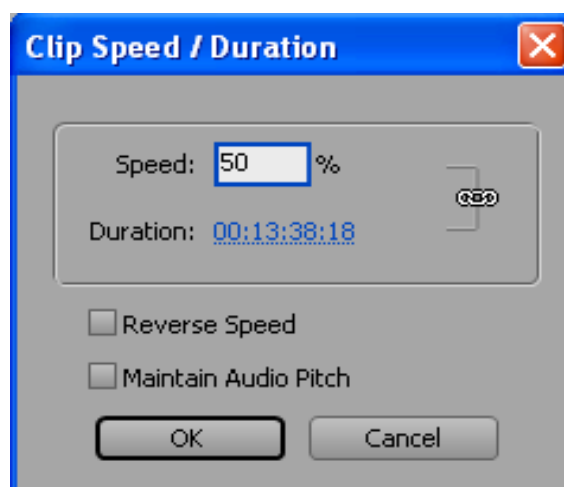 Clip Speed / Duration
Speed: 50 %
Duration: 00:13:38:18
Reverse Speed
Maintain Audio Pitch
OK Cancel